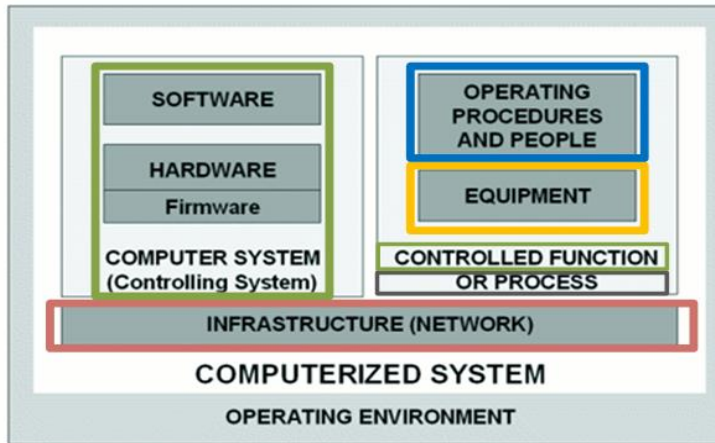 SOFTWARE
HARDWARE
Firmware
COMPUTER SYSTEM
(Controlling System)
OPERATING
PROCEDURES
AND PEOPLE
EQUIPMENT
CONTROLLED FUNCTION
OR PROCESS
INFRASTRUCTURE (NETWORK)
COMPUTERIZED SYSTEM
OPERATING ENVIRONMENT